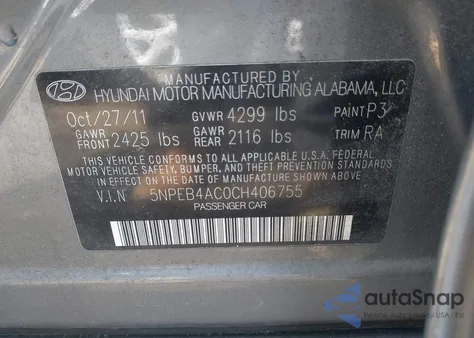 MANUFACTURED BY
HYUNDAI MOTOR MANUFACTURING ALABAMA, LLC
Oct/27/11 GVWR 4299 lbs PAINT P3
GAWR FRONT 2425 lbs GAWR REAR 2116 lbs TRIM RA
THIS VEHICLE CONFORMS TO ALL APPLICABLE U.S.A FEDERAL
MOTOR VEHICLE SAFETY, BUMPER, AND THEFT PREVENTION
STANDARDS IN EFFECT ON THE DATE OF MANUFACTURE SHOWN ABOVE.
V.I.N 5NPEB4AC0CH406755
PASSENGER CAR
autoSnap